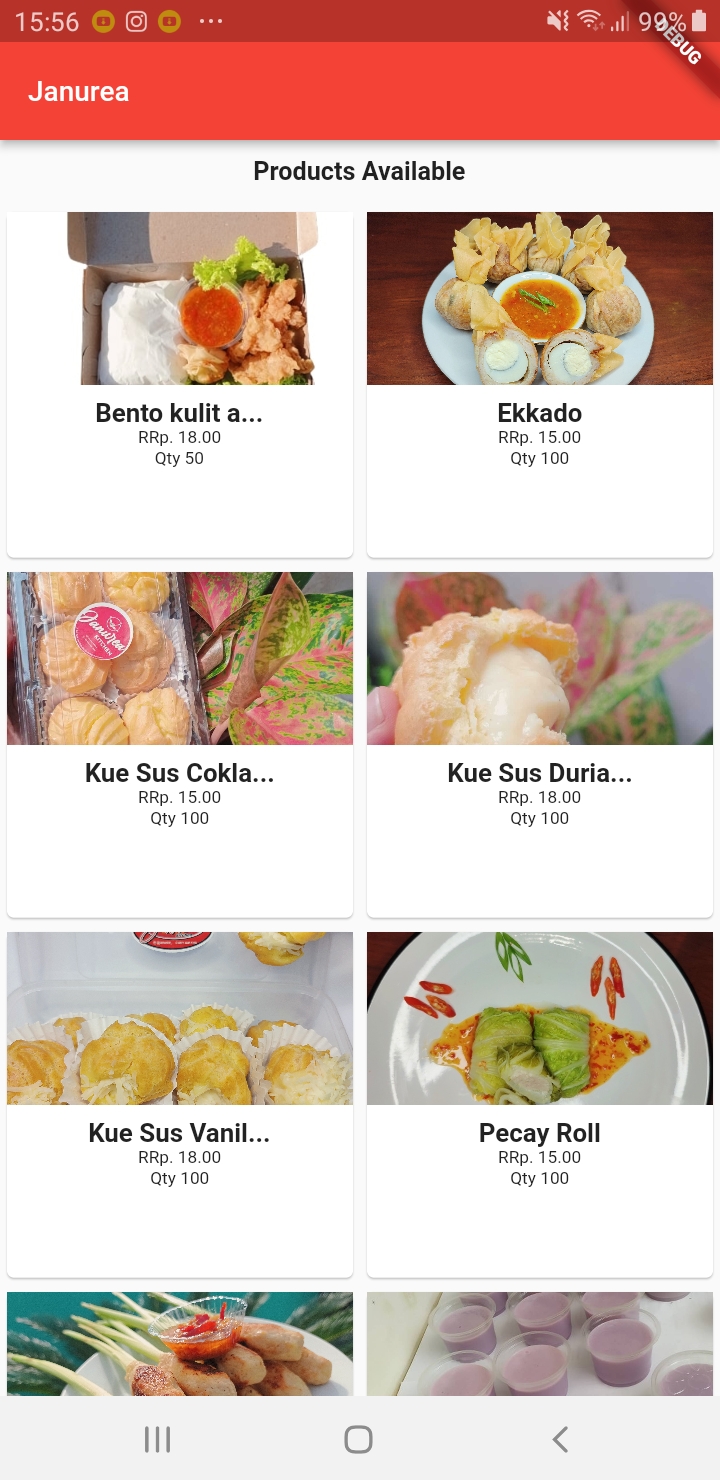 15:56
99%
DEBUG
Janurea
Products Available
Bento kulit a...
RRp. 18.00
Qty 50
Ekkado
RRp. 15.00
Qty 100
Janurea
KITCHEN
Kue Sus Cokla...
RRp. 15.00
Qty 100
Kue Sus Duria...
RRp. 18.00
Qty 100
Kue Sus Vanil...
RRp. 18.00
Qty 100
Pecay Roll
RRp. 15.00
Qty 100